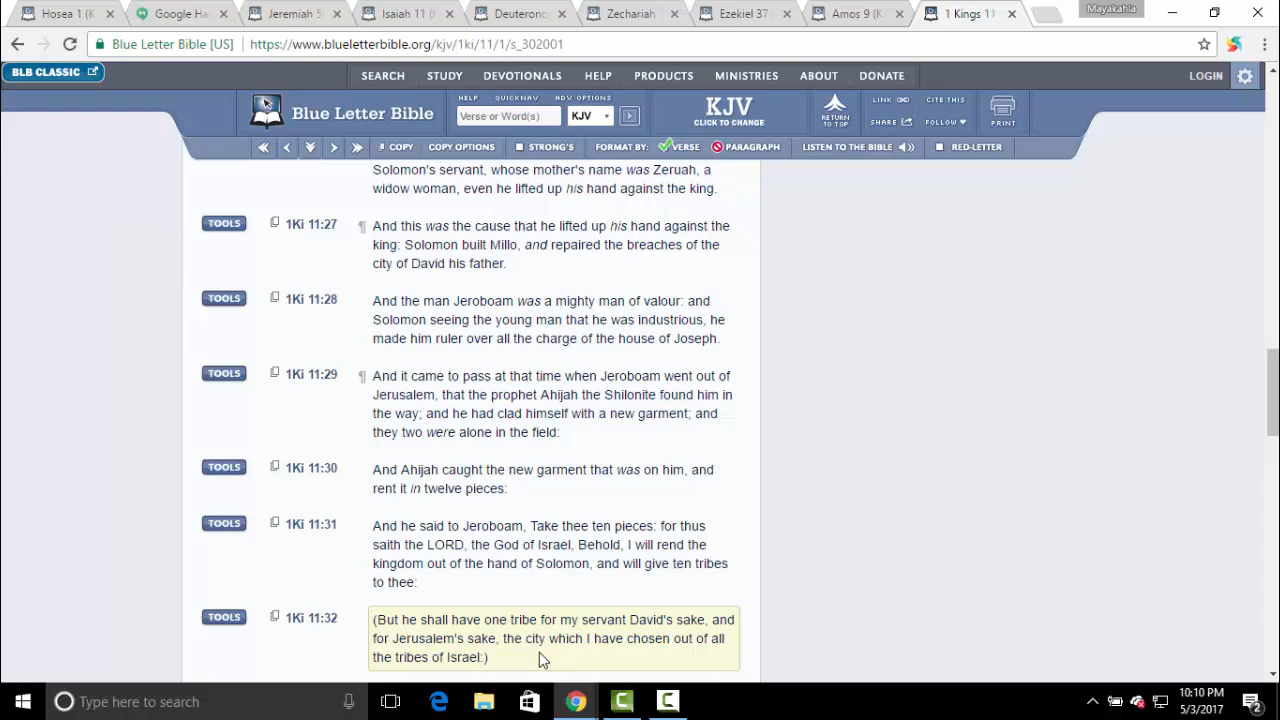 Hosea 1 (K
Google Ha
Jeremiah 5
Isaiah 11 (
Deuterono
Zechariah
Ezekiel 37 (
Amos 9 (K
1 Kings 11
Mayakahla
Blue Letter Bible [US]
https://www.blueletterbible.org/kjv/1ki/11/1/s_302001
BLB CLASSIC
SEARCH STUDY DEVOTIONALS HELP PRODUCTS MINISTRIES ABOUT DONATE LOGIN
Blue Letter Bible
HELP QUICKNAV ADV. OPTIONS
Verse or Word(s) KJV
KJV
CLICK TO CHANGE
RETURN
TO TOP
LINK CITE THIS
SHARE FOLLOW
PRINT
COPY COPY OPTIONS STRONG'S FORMAT BY: VERSE PARAGRAPH LISTEN TO THE BIBLE RED-LETTER
Solomon's servant, whose mother's name was Zeruah, a
widow woman, even he lifted up his hand against the king.
TOOLS 1Ki 11:27 ¶ And this was the cause that he lifted up his hand against the
king: Solomon built Millo, and repaired the breaches of the
city of David his father.
TOOLS 1Ki 11:28 And the man Jeroboam was a mighty man of valour: and
Solomon seeing the young man that he was industrious, he
made him ruler over all the charge of the house of Joseph.
TOOLS 1Ki 11:29 ¶ And it came to pass at that time when Jeroboam went out of
Jerusalem, that the prophet Ahijah the Shilonite found him in
the way; and he had clad himself with a new garment; and
they two were alone in the field:
TOOLS 1Ki 11:30 And Ahijah caught the new garment that was on him, and
rent it in twelve pieces:
TOOLS 1Ki 11:31 And he said to Jeroboam, Take thee ten pieces: for thus
saith the LORD, the God of Israel, Behold, I will rend the
kingdom out of the hand of Solomon, and will give ten tribes
to thee:
TOOLS 1Ki 11:32 (But he shall have one tribe for my servant David's sake, and
for Jerusalem's sake, the city which I have chosen out of all
the tribes of Israel:)
Type here to search
10:10 PM
5/3/2017
2